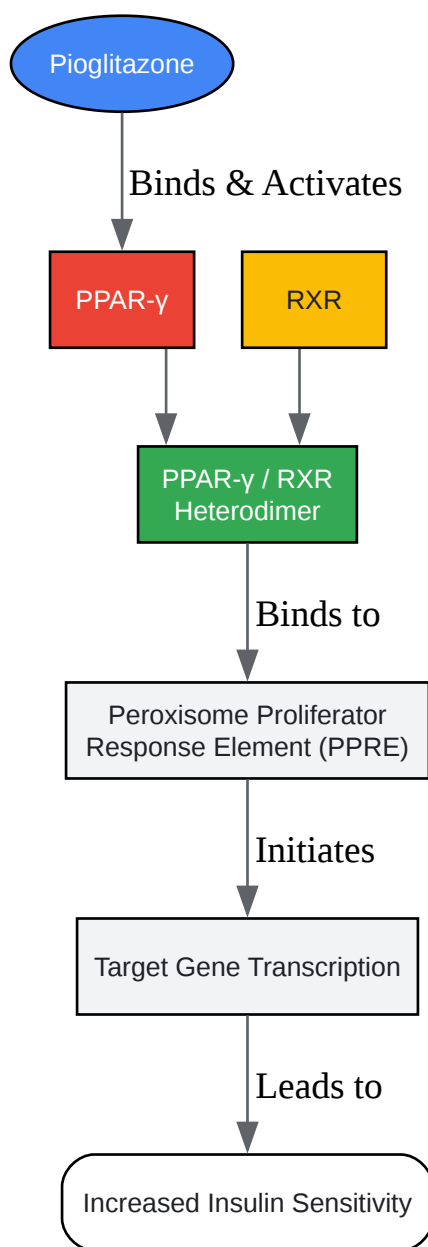 Pioglitazone
Binds & Activates
PPAR-γ
RXR
PPAR-γ / RXR
Heterodimer
Binds to
Peroxisome Proliferator
Response Element (PPRE)
Initiates
Target Gene Transcription
Leads to
Increased Insulin Sensitivity